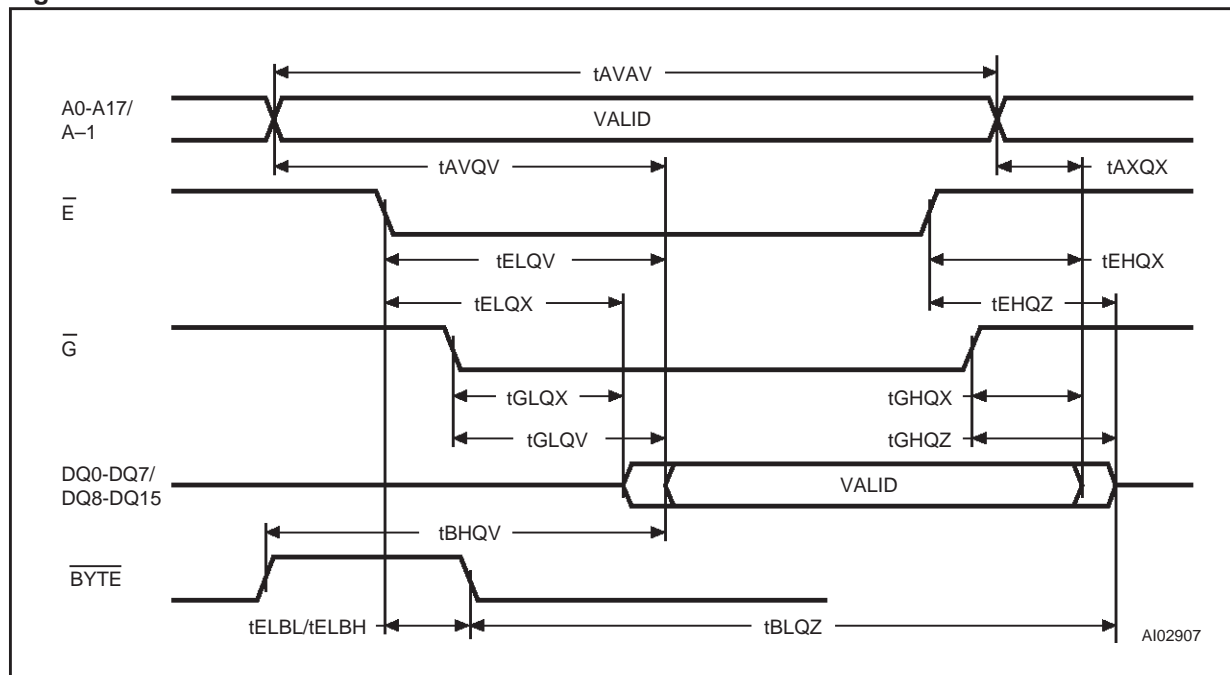 tAVAV
A0-A17/
A–1
VALID
tAVQV
tAXQX
E
tELQV
tEHQX
tELQX
tEHQZ
G
tGLQX
tGHQX
tGLQV
tGHQZ
DQ0-DQ7/
DQ8-DQ15
VALID
tBHQV
BYTE
tELBL/tELBH
tBLQZ
AI02907